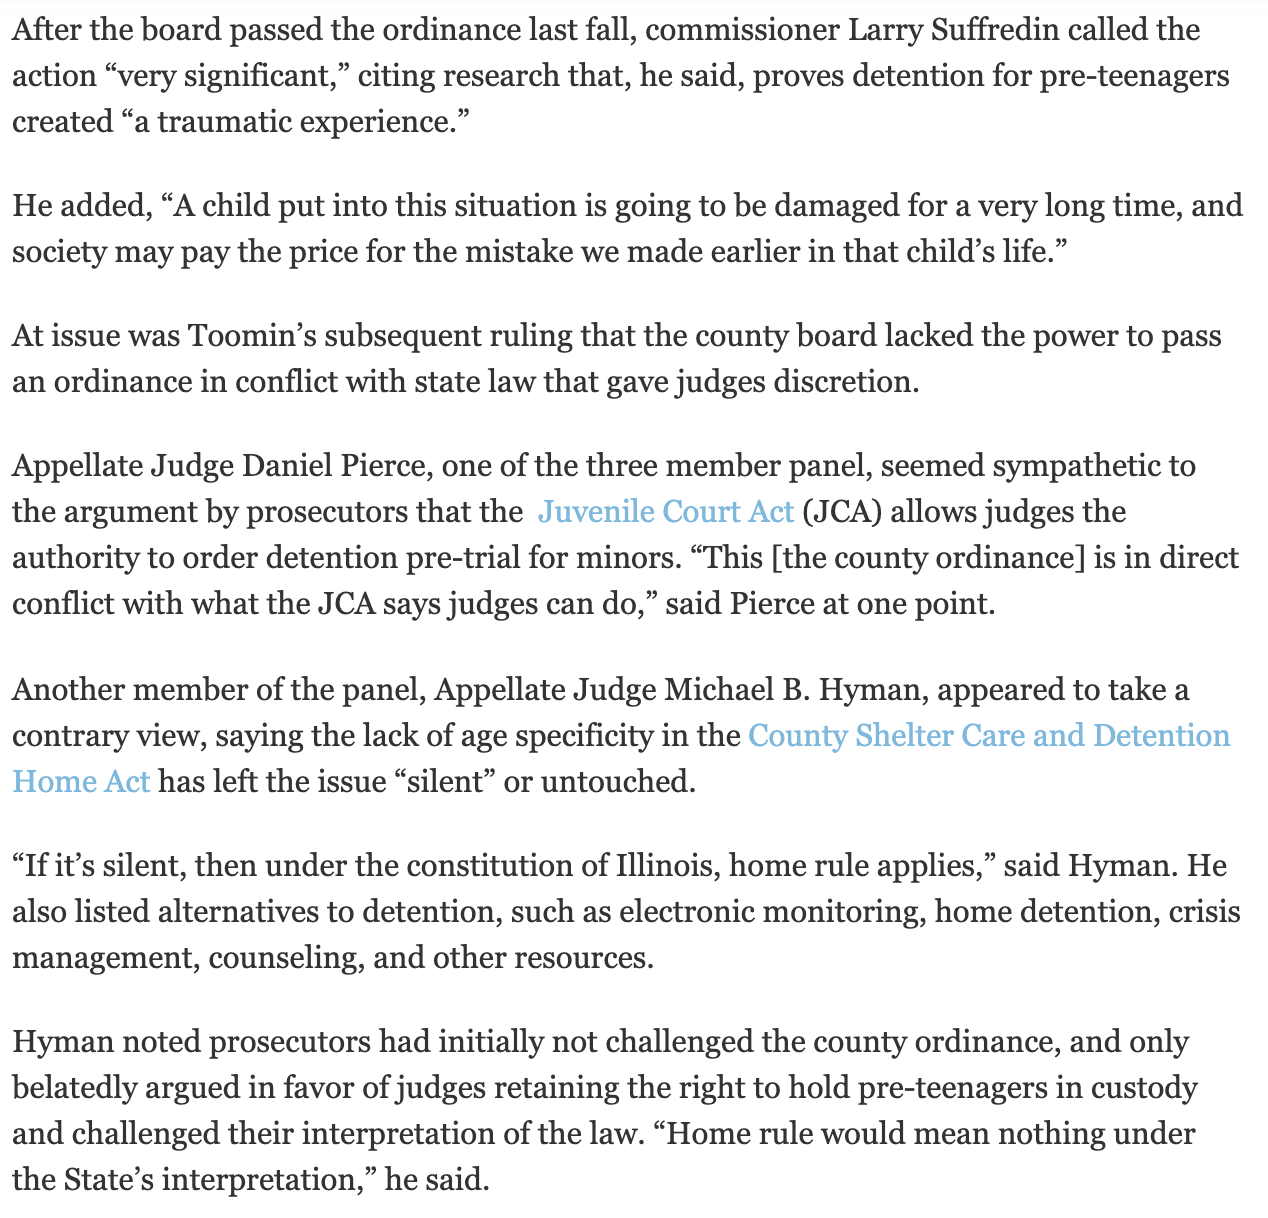 After the board passed the ordinance last fall, commissioner Larry Suffredin called the
action “very significant,” citing research that, he said, proves detention for pre-teenagers
created “a traumatic experience.”
He added, “A child put into this situation is going to be damaged for a very long time, and
society may pay the price for the mistake we made earlier in that child’s life.”
At issue was Toomin’s subsequent ruling that the county board lacked the power to pass
an ordinance in conflict with state law that gave judges discretion.
Appellate Judge Daniel Pierce, one of the three member panel, seemed sympathetic to
the argument by prosecutors that the  Juvenile Court Act (JCA) allows judges the
authority to order detention pre-trial for minors. “This [the county ordinance] is in direct
conflict with what the JCA says judges can do,” said Pierce at one point.
Another member of the panel, Appellate Judge Michael B. Hyman, appeared to take a
contrary view, saying the lack of age specificity in the County Shelter Care and Detention
Home Act has left the issue “silent” or untouched.
“If it’s silent, then under the constitution of Illinois, home rule applies,” said Hyman. He
also listed alternatives to detention, such as electronic monitoring, home detention, crisis
management, counseling, and other resources.
Hyman noted prosecutors had initially not challenged the county ordinance, and only
belatedly argued in favor of judges retaining the right to hold pre-teenagers in custody
and challenged their interpretation of the law. “Home rule would mean nothing under
the State’s interpretation,” he said.